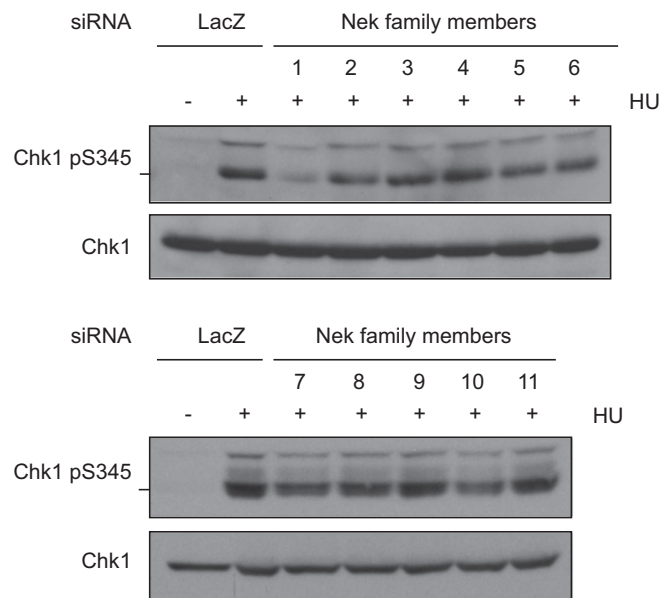 siRNA LacZ Nek family members
1 2 3 4 5 6
- + + + + + + + HU
Chk1 pS345
Chk1
siRNA LacZ Nek family members
7 8 9 10 11
- + + + + + + HU
Chk1 pS345
Chk1